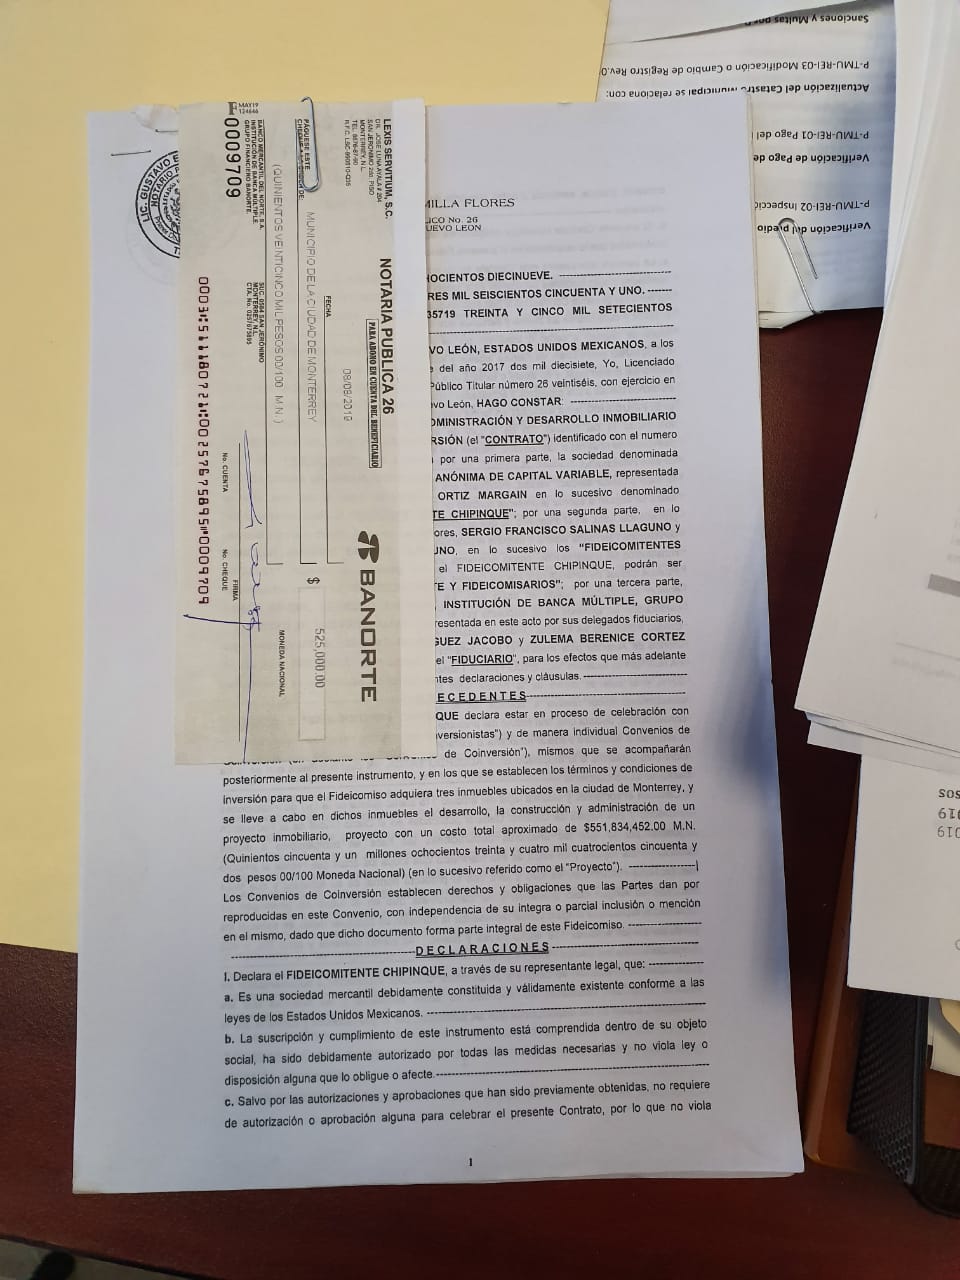 019
019
SOS
Verificación del predio
P-TMU-REI-02 Inspecci
Verificación de Pago de
P-TMU-REI-01 Pago del
Actualización del Catastro Municipal se relaciona con:
P-TMU-REI-03 Modificación o Cambio de Registro Rev.0
Sanciones y Multas por
MILLA FLORES
ICO No. 26
UEVO LEÓN
HOCIENTOS DIECINUEVE.
RES MIL SEISCIENTOS CINCUENTA Y UNO.
35719 TRENTA Y CINCO MIL SETECIENTOS
VO LEÓN, ESTADOS UNIDOS MEXICANOS, a los
del año 2017 dos mil diecisiete, Yo, Licenciado
Público Titular número 26 veintiséis, con ejercicio en
vo León, HAGO CONSTAR:
DMINISTRACIÓN Y DESARROLLO INMOBILIARIO
RSIÓN (el "CONTRATO") identificado con el numero
por una primera parte, la sociedad denominada
ANÓNIMA DE CAPITAL VARIABLE, representada
ORTIZ MARGAIN en lo sucesivo denominado
TE CHIPINQUE"; por una segunda parte, en lo
ores. SERGIO FRANCISCO SALINAS LLAGUNO y
UNO, en lo sucesivo los "FIDEICOMITENTES
el FIDEICOMITENTE CHIPINQUE, podrán ser
TE Y FIDEICOMISARIOS"; por una tercera parte,
INSTITUCIÓN DE BANCA MÚLTIPLE, GRUPO
resentada en este acto por sus delegados fiduciarios,
GUEZ JACOBO y ZULEMA BERENICE CORTEZ
el "FIDUCIARIO", para los efectos que más adelante
ntes declaraciones y cláusulas.
ECEDENTES
QUE declara estar en proceso de celebración con
versionistas") y de manera individual Convenios de
de Coinversión"), mismos que se acompañarán
posteriormente al presente instrumento, y en los que se establecen los términos y condiciones de
inversión para que el Fideicomiso adquiera tres inmuebles ubicados en la ciudad de Monterrey, y
se lleve a cabo en dichos inmuebles el desarrollo, la construcción y administración de un
proyecto inmobiliario, proyecto con un costo total aproximado de $551,834,452.00 M.N.
(Quinientos cincuenta y un millones ochocientos treinta y cuatro mil cuatrocientos cincuenta y
dos pesos 00/100 Moneda Nacional) (en lo sucesivo referido como el "Proyecto").
Los Convenios de Coinversión establecen derechos y obligaciones que las Partes dan por
reproducidas en este Convenio, con independencia de su íntegra o parcial inclusión o mención
en el mismo, dado que dicho documento forma parte integral de este Fideicomiso.
DECLARACIONES
I. Declara el FIDEICOMITENTE CHIPINQUE, a través de su representante legal, que:
a. Es una sociedad mercantil debidamente constituida y válidamente existente conforme a las
leyes de los Estados Unidos Mexicanos.
b. La suscripción y cumplimiento de este instrumento está comprendida dentro de su objeto
social, ha sido debidamente autorizado por todas las medidas necesarias y no viola ley o
disposición alguna que lo obligue o afecte.
c. Salvo por las autorizaciones y aprobaciones que han sido previamente obtenidas, no requiere
de autorización o aprobación alguna para celebrar el presente Contrato, por lo que no viola
1
LEXIS SERVITIUM, S.C.
DR. JOSE LUNA AYALA # 204
SAN JERONIMO 2do. PISO
MONTERREY, N.L.
TEL. 8676-87-90
R.F.C. LSC-990610-Q35
NOTARIA PUBLICA 26
PARA ABONO EN CUENTA DEL BENEFICIARIO
BANORTE
09/09/2019
FECHA
PÁGUESE ESTE
CHEQUE A LA ORDEN DE:
MUNICIPIO DE LA CIUDAD DE MONTERREY
$ 525,000.00
(QUINIENTOS VEINTICINCO MIL PESOS 00/100 M.N.)
MONEDA NACIONAL
BANCO MERCANTIL DEL NORTE, S.A.
INSTITUCIÓN DE BANCA MÚLTIPLE.
GRUPO FINANCIERO BANORTE.
SUC. 0584 SAN JERÓNIMO
MONTERREY, N.L.
CTA. No. 0257675895
0009709
FIRMA
No. CUENTA
No. CHEQUE
0003 511180721 00257675895 0009709
LIC. GUSTAVO
NOTARIO